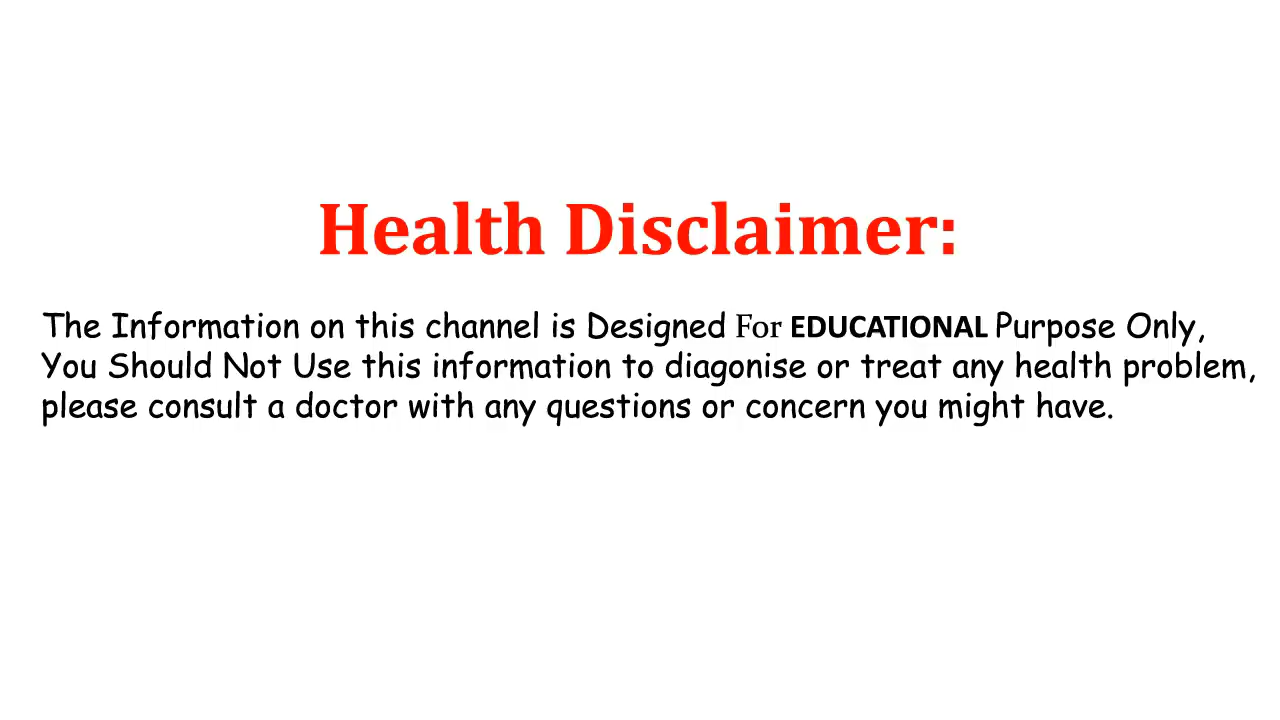 Health Disclaimer:
The Information on this channel is Designed For EDUCATIONAL Purpose Only,
You Should Not Use this information to diagonise or treat any health problem,
please consult a doctor with any questions or concern you might have.